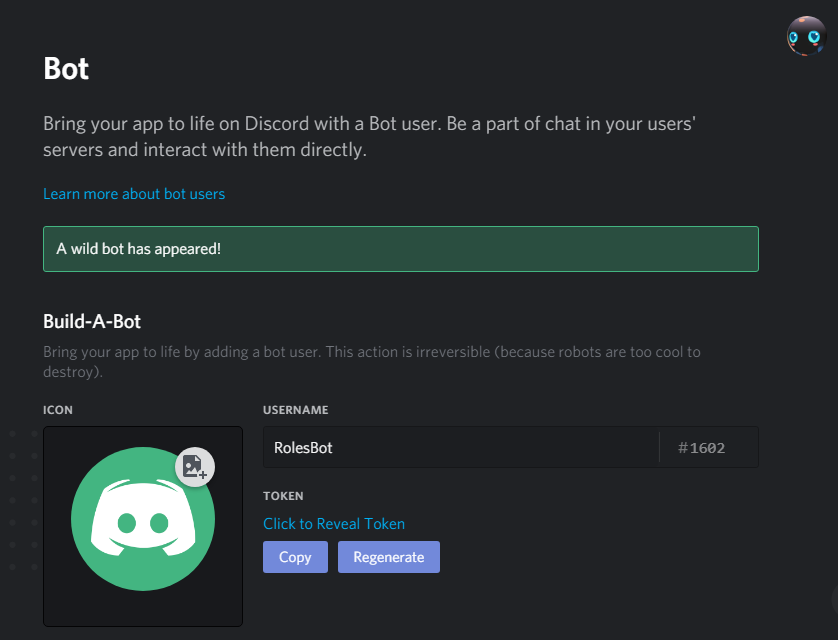 Bot
Bring your app to life on Discord with a Bot user. Be a part of chat in your users'
servers and interact with them directly.
Learn more about bot users
A wild bot has appeared!
Build-A-Bot
Bring your app to life by adding a bot user. This action is irreversible (because robots are too cool to
destroy).
ICON
USERNAME
RolesBot
#1602
TOKEN
Click to Reveal Token
Copy
Regenerate